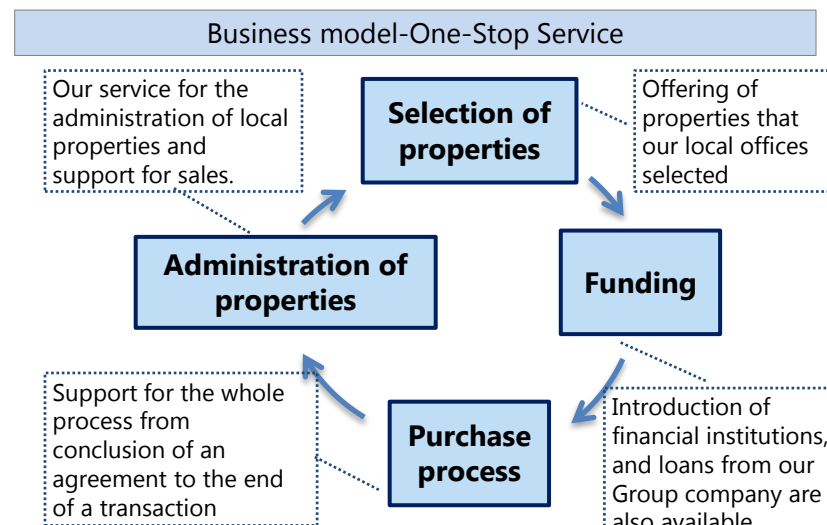 Business model-One-Stop Service
Our service for the
administration of local
properties and
support for sales.
Selection of
properties
Offering of
properties that
our local offices
selected
Administration of
properties
Funding
Support for the whole
process from
conclusion of an
agreement to the end
of a transaction
Purchase
process
Introduction of
financial institutions,
and loans from our
Group company are
also available